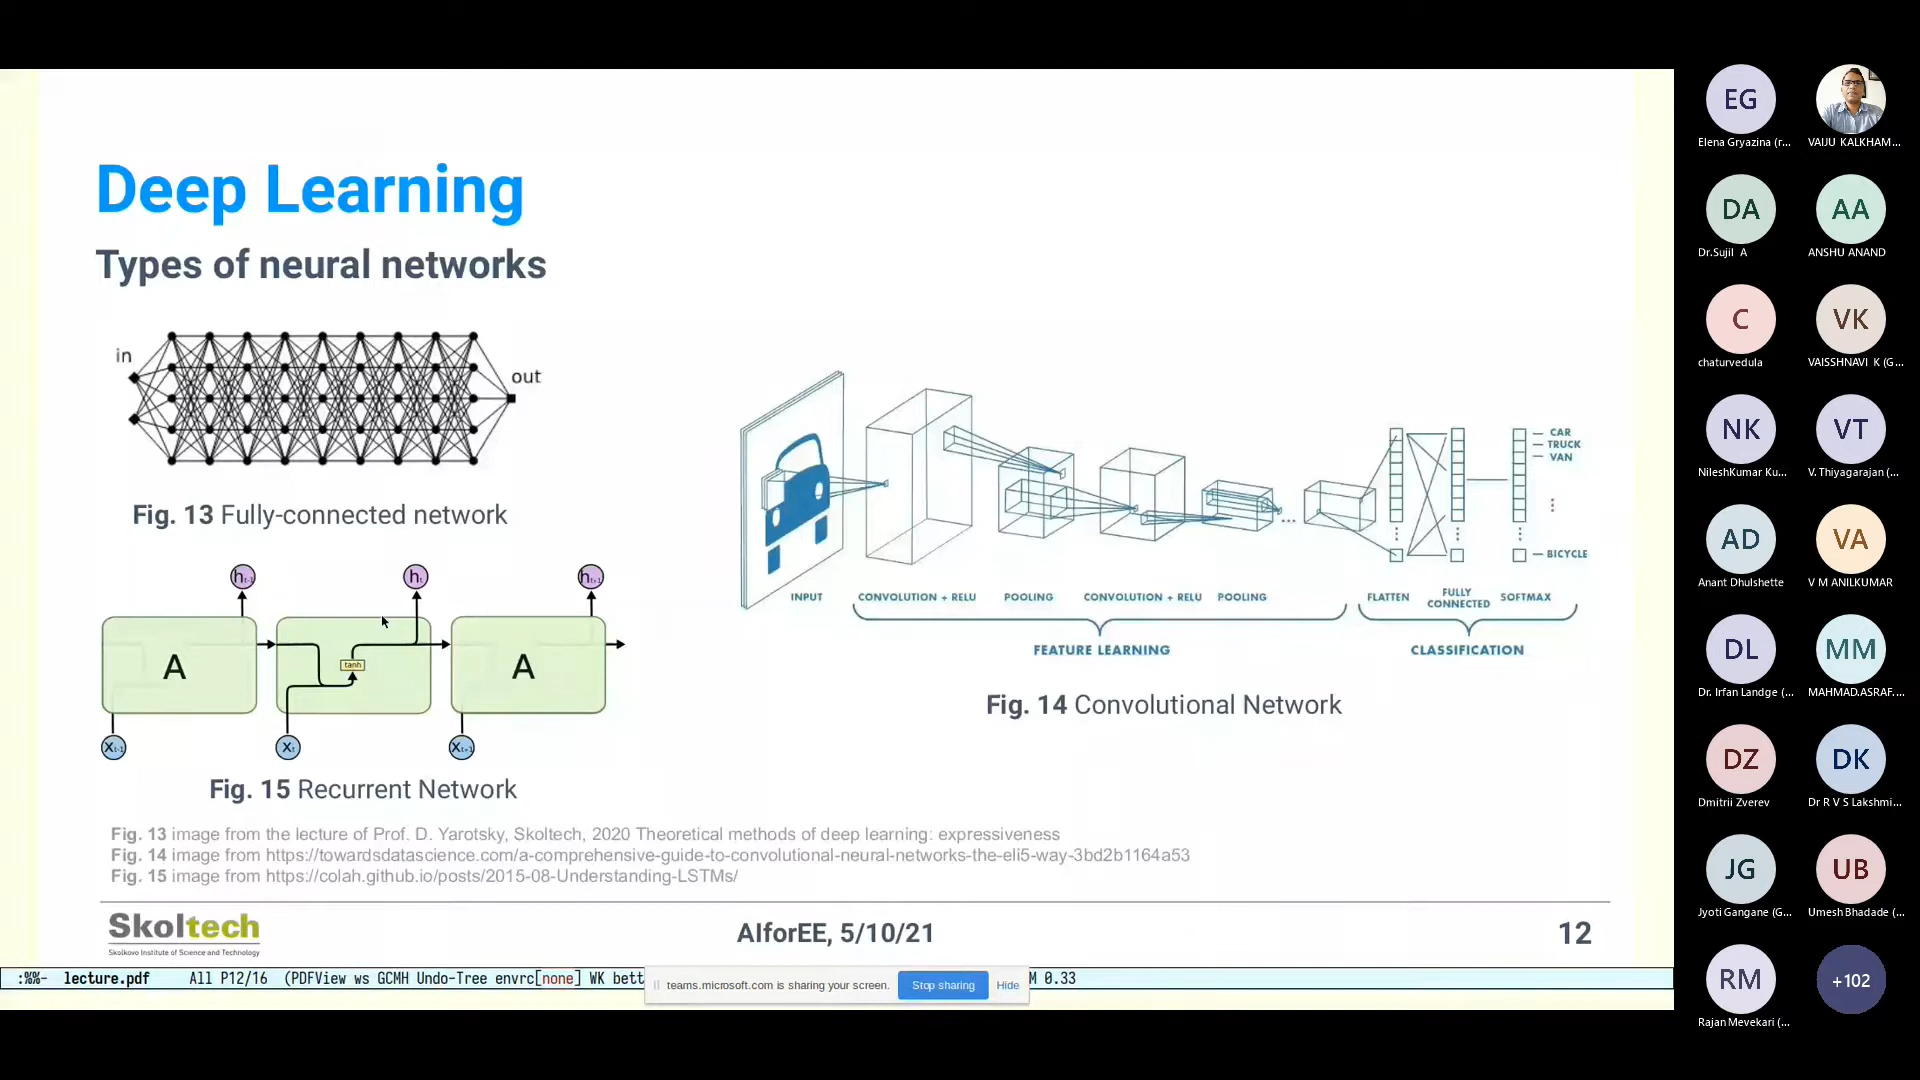 Deep Learning
Types of neural networks
in
out
Fig. 13 Fully-connected network
h t-1
h t
h t+1
A
tanh
A
X t-1
X t
X t+1
Fig. 15 Recurrent Network
CAR
TRUCK
VAN
BICYCLE
INPUT
CONVOLUTION + RELU
POOLING
CONVOLUTION + RELU
POOLING
FLATTEN
FULLY
CONNECTED
SOFTMAX
FEATURE LEARNING
CLASSIFICATION
Fig. 14 Convolutional Network
Fig. 13 image from the lecture of Prof. D. Yarotsky, Skoltech, 2020 Theoretical methods of deep learning: expressiveness
Fig. 14 image from https://towardsdatascience.com/a-comprehensive-guide-to-convolutional-neural-networks-the-eli5-way-3bd2b1164a53
Fig. 15 image from https://colah.github.io/posts/2015-08-Understanding-LSTMs/
Skoltech
Skolkovo Institute of Science and Technology
AIforEE, 5/10/21
12
:%%- lecture.pdf All P12/16 (PDFView ws GCMH Undo-Tree envrc[none] WK bett
M 0.33
teams.microsoft.com is sharing your screen.
Stop sharing
Hide
EG
Elena Gryazina (r...
VAIJU KALKHAM...
DA
Dr.Sujil A
AA
ANSHU ANAND
C
chaturvedula
VK
VAISSHNAVI K (G...
NK
NileshKumar Ku...
VT
V. Thiyagarajan (...
AD
Anant Dhulshette
VA
V M ANILKUMAR
DL
Dr. Irfan Landge (...
MM
MAHMAD.ASRAF....
DZ
Dmitrii Zverev
DK
Dr R V S Lakshmi...
JG
Jyoti Gangane (G...
UB
Umesh Bhadade (...
RM
Rajan Mevekari (...
+102